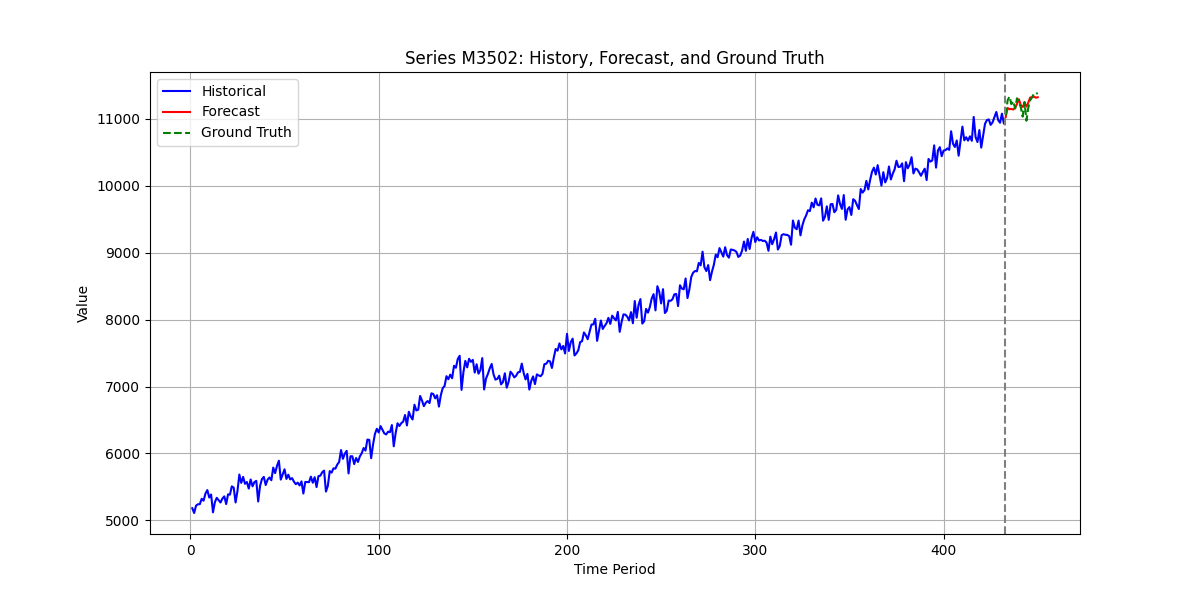 Series M3502: History, Forecast, and Ground Truth
Historical
Forecast
Ground Truth
11000
10000
9000
8000
7000
6000
5000
Value
0 100 200 300 400
Time Period